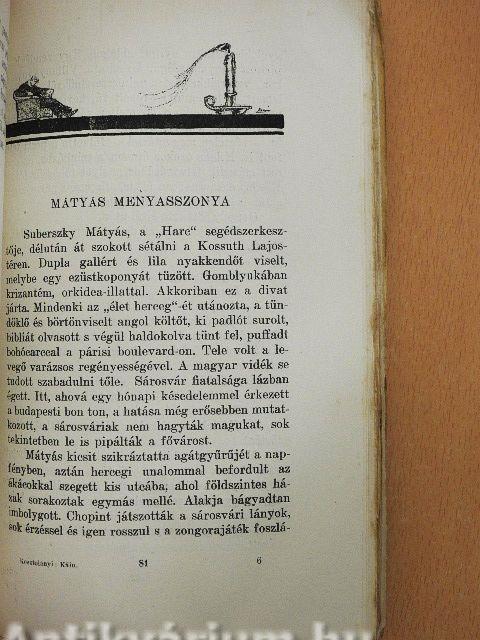 MÁTYÁS MENYASSZONYA
Suberszky Mátyás, a „Harc“ segédszerkesz-
tője, délután át szokott sétálni a Kossuth Lajos-
téren. Dupla gallért és lila nyakkendőt viselt,
melybe egy ezüstkoponyát tűzött. Gomblyukában
krizantém, orkidea-illattal. Akkoriban ez a divat
járta. Mindenki az „élet herceg“-ét utánozta, a tün-
döklő és börtönviselt angol költőt, ki padlót surolt,
bibliát olvasott s végül haldokolva tünt fel, puffadt
bohócarccal a párisi boulevard-on. Tele volt a le-
vegő varázsos regényességével. A magyar vidék se
tudott szabadulni tőle. Sárosvár fiatalsága lázban
égett. Itt, ahová egy hónapi késedelemmel érkezett
a budapesti bon ton, a hatása még erősebben mutat-
kozott, a sárosváriak nem hagyták magukat, sok
tekintetben le is pipálták a fővárost.
Mátyás kicsit szikráztatta agátgyűrűjét a nap-
fényben, aztán hercegi unalommal befordult az
ákácokkal szegett kis utcába, ahol földszintes há-
zak sorakoztak egymás mellé. Alakja bágyadtan
imbolygott. Chopint játszották a sárosvári lányok,
sok érzéssel és igen rosszul s a zongorajáték foszlá-
Kosztolányi: Káin. 81 6
Antikvárium.hu